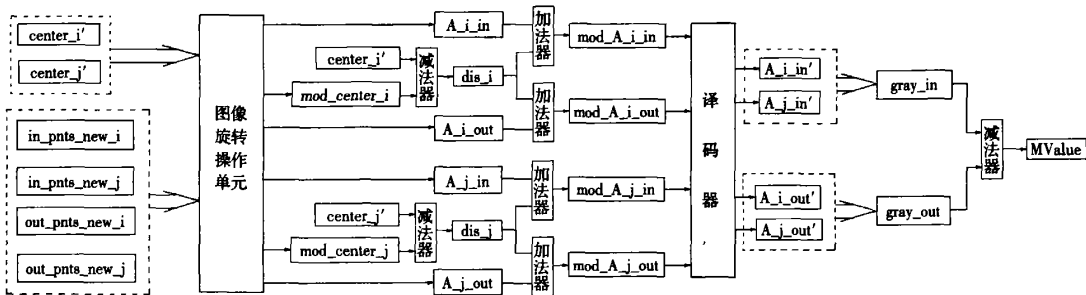 center_i′
center_j′
in_pnts_new_i
in_pnts_new_j
out_pnts_new_i
out_pnts_new_j
图像
旋转
操作
单元
A_i_in
center_i′
mod_center_i
减法器
dis_i
A_i_out
加法器
加法器
mod_A_i_in
mod_A_i_out
A_j_in
center_j′
mod_center_j
减法器
dis_j
A_j_out
加法器
加法器
mod_A_j_in
mod_A_j_out
译码器
A_i_in′
A_j_in′
A_i_out′
A_j_out′
gray_in
gray_out
减法器
MValue